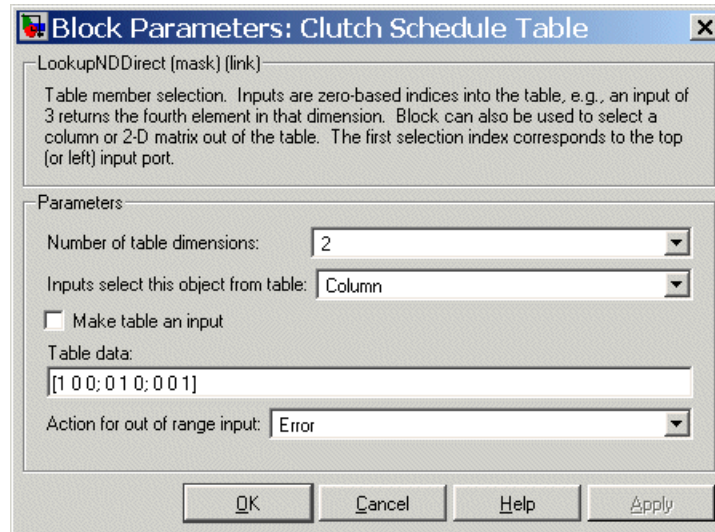 Block Parameters: Clutch Schedule Table
LookupNDDirect (mask) (link)
Table member selection. Inputs are zero-based indices into the table, e.g., an input of
3 returns the fourth element in that dimension. Block can also be used to select a
column or 2-D matrix out of the table. The first selection index corresponds to the top
(or left) input port.
Parameters
Number of table dimensions: 2
Inputs select this object from table: Column
Make table an input
Table data:
[1 0 0; 0 1 0; 0 0 1]
Action for out of range input: Error
OK Cancel Help Apply